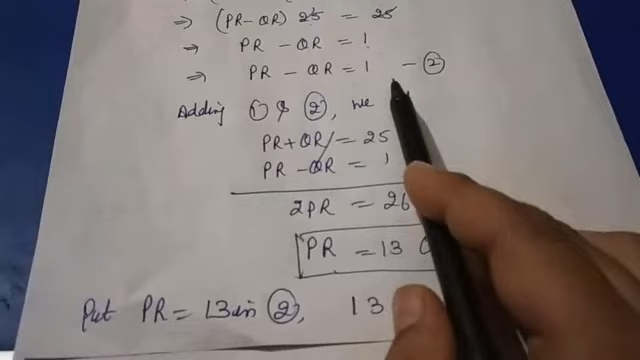 ⇒ (PR-QR) 25 = 25
⇒ PR - QR = 1
⇒ PR - QR = 1 - ②
Adding ① & ②, we
PR+QR = 25
PR -QR = 1
2PR = 26
PR = 13 C
Put PR = 13 in ②, 13